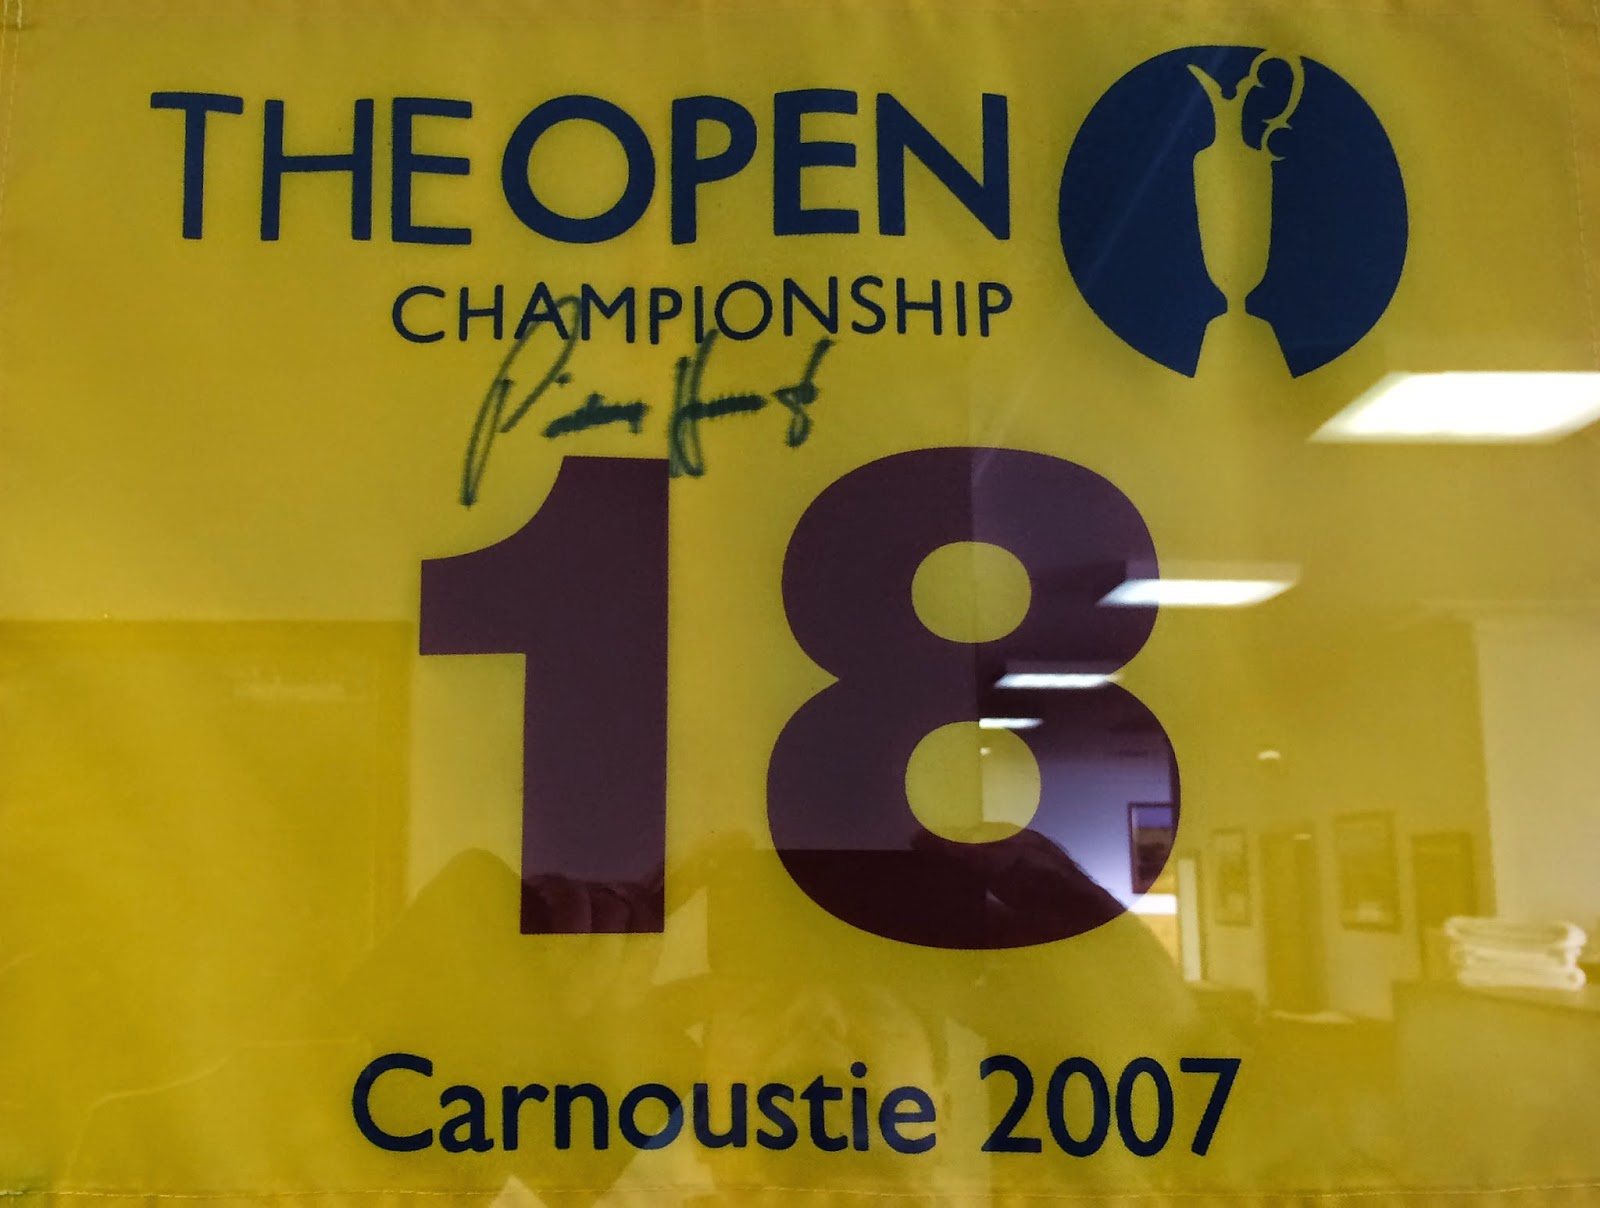 THE OPEN
CHAMPIONSHIP
18
Carnoustie 2007